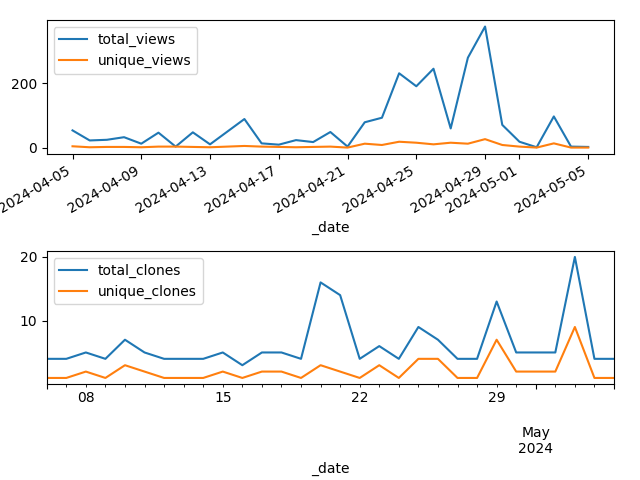 total_views
unique_views
200
0
2024-04-05
2024-04-09
2024-04-13
2024-04-17
2024-04-21
2024-04-25
2024-04-29
2024-05-01
2024-05-05
_date
total_clones
unique_clones
20
10
08 15 22 29
May
2024
_date